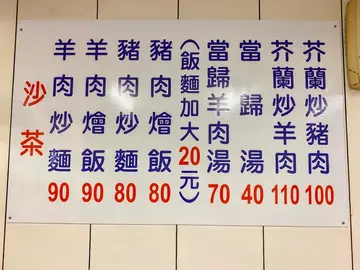 沙茶
羊肉炒麵 90
羊肉燴飯 90
豬肉炒麵 80
豬肉燴飯 80
(飯麵加大20元)
當歸羊肉湯 70
當歸湯 40
芥蘭炒羊肉 110
芥蘭炒豬肉 100